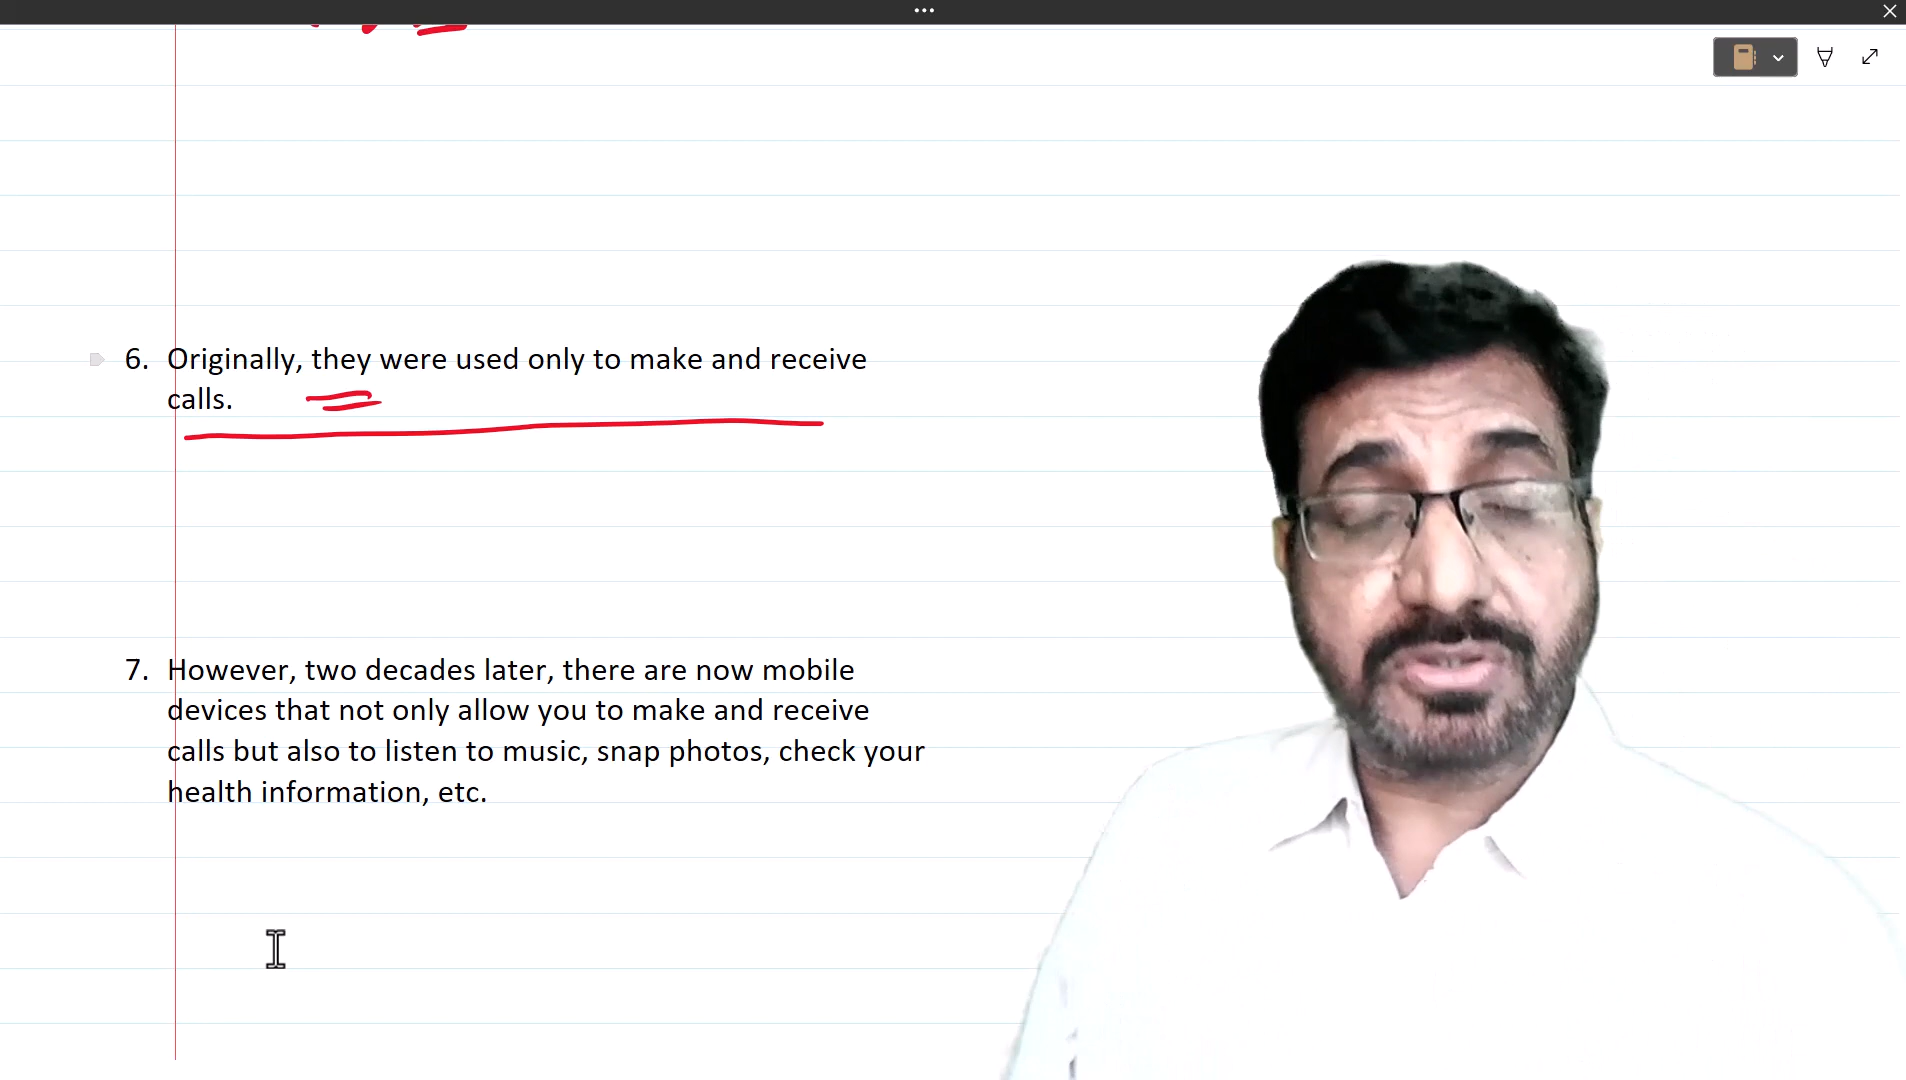 6. Originally, they were used only to make and receive
calls.
7. However, two decades later, there are now mobile
devices that not only allow you to make and receive
calls but also to listen to music, snap photos, check your
health information, etc.